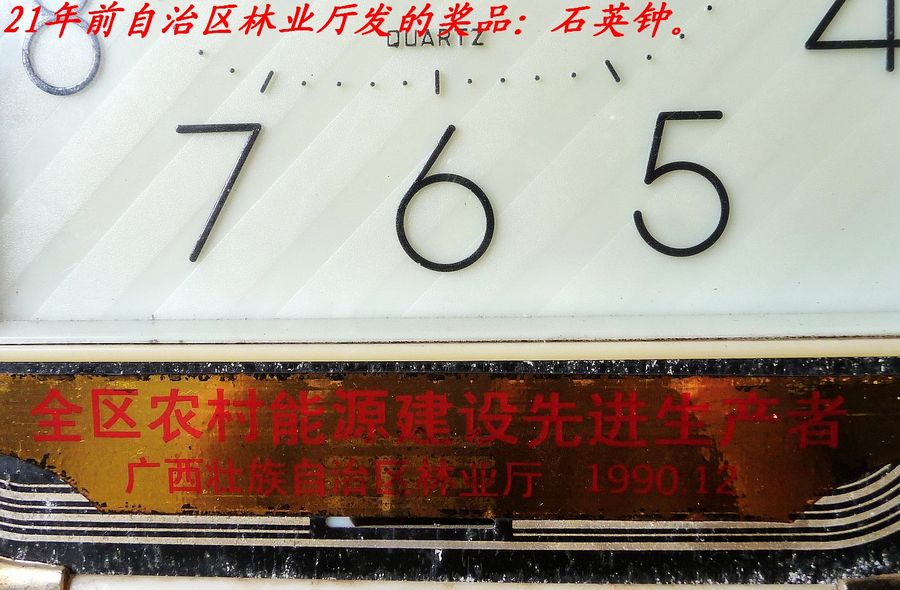 21年前自治区林业厅发的奖品：石英钟。
QUARTZ
8 4
7 6 5
全区农村能源建设先进生产者
广西壮族自治区林业厅 1990.12